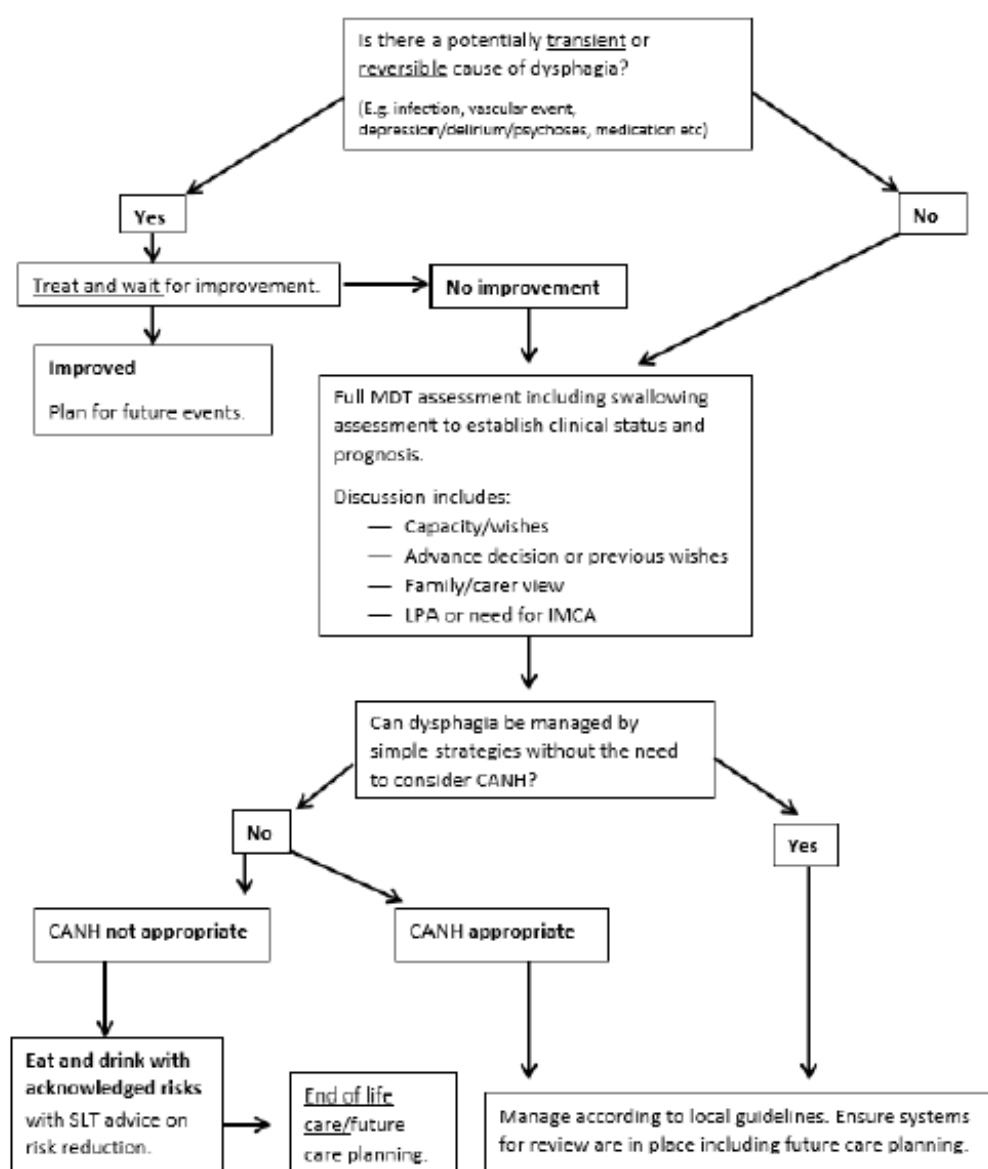 Is there a potentially transient or
reversible cause of dysphagia?
(E.g. infection, vascular event,
depression/delirium/psychoses, medication etc)
Yes
No
Treat and wait for improvement.
No improvement
Improved
Plan for future events.
Full MDT assessment including swallowing
assessment to establish clinical status and
prognosis.
Discussion includes:
— Capacity/wishes
— Advance decision or previous wishes
— Family/carer view
— LPA or need for IMCA
Can dysphagia be managed by
simple strategies without the need
to consider CANH?
No
Yes
CANH not appropriate
CANH appropriate
Eat and drink with
acknowledged risks
with SLT advice on
risk reduction.
End of life
care/future
care planning.
Manage according to local guidelines. Ensure systems
for review are in place including future care planning.